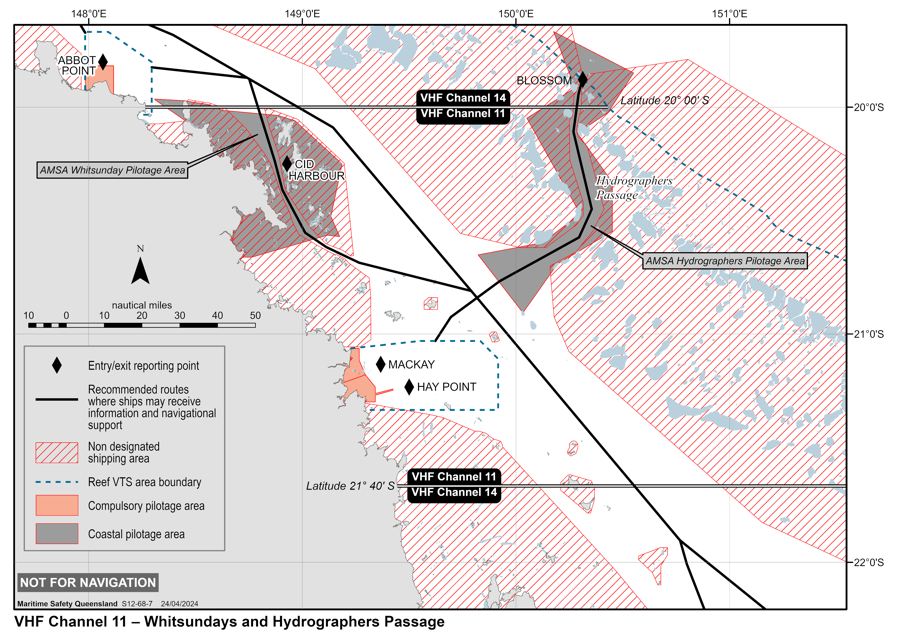 148°0'E 149°0'E 150°0'E 151°0'E
ABBOT
POINT
BLOSSOM
VHF Channel 14
VHF Channel 11
Latitude 20° 00' S
20°0'S
AMSA Whitsunday Pilotage Area
CID
HARBOUR
Hydrographers
Passage
AMSA Hydrographers Pilotage Area
N
nautical miles
10 0 10 20 30 40 50
21°0'S
MACKAY
HAY POINT
Entry/exit reporting point
Recommended routes
where ships may receive
information and navigational
support
Non designated
shipping area
Reef VTS area boundary
Compulsory pilotage area
Coastal pilotage area
Latitude 21° 40' S
VHF Channel 11
VHF Channel 14
22°0'S
NOT FOR NAVIGATION
Maritime Safety Queensland S12-68-7 24/04/2024
VHF Channel 11 – Whitsundays and Hydrographers Passage